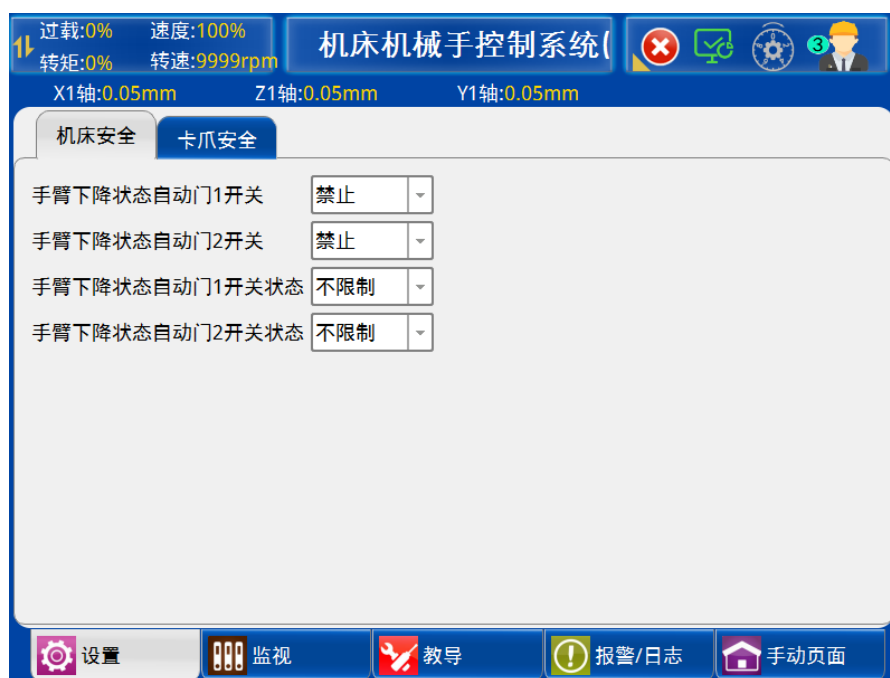 过载:0% 速度:100%
转矩:0% 转速:9999rpm
机床机械手控制系统(
3
X1轴:0.05mm Z1轴:0.05mm Y1轴:0.05mm
机床安全 卡爪安全
手臂下降状态自动门1开关 禁止
手臂下降状态自动门2开关 禁止
手臂下降状态自动门1开关状态 不限制
手臂下降状态自动门2开关状态 不限制
设置 监视 教导 报警/日志 手动页面